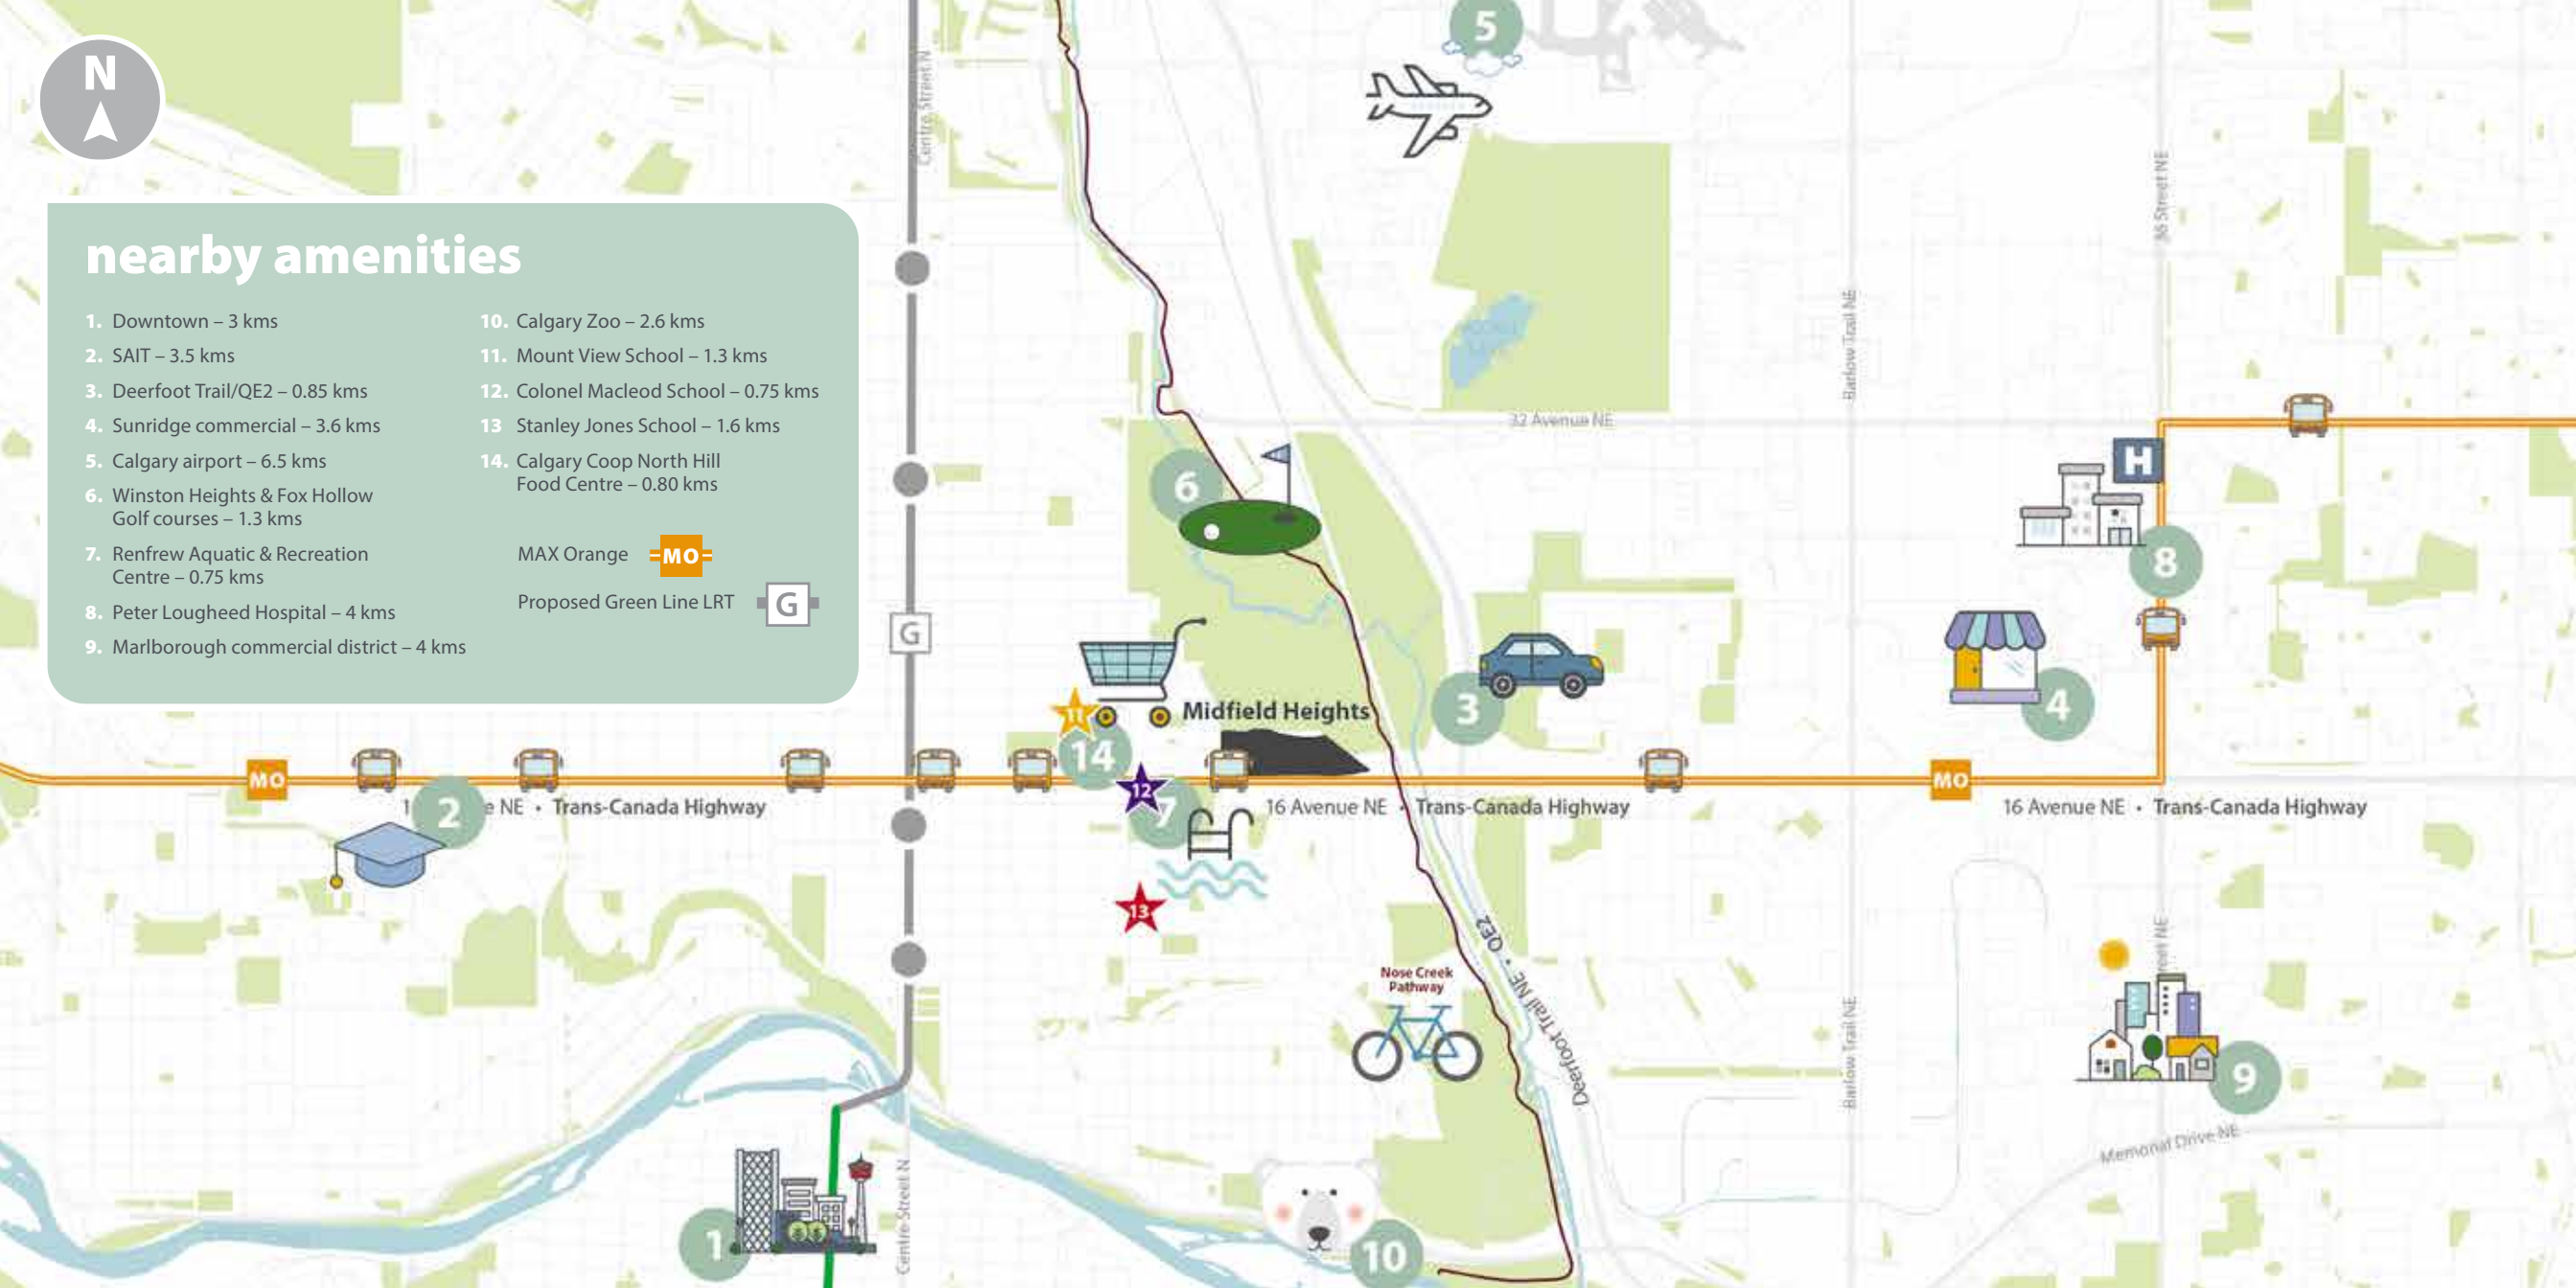 N
nearby amenities
1. Downtown – 3 kms
2. SAIT – 3.5 kms
3. Deerfoot Trail/QE2 – 0.85 kms
4. Sunridge commercial – 3.6 kms
5. Calgary airport – 6.5 kms
6. Winston Heights & Fox Hollow
Golf courses – 1.3 kms
7. Renfrew Aquatic & Recreation
Centre – 0.75 kms
8. Peter Lougheed Hospital – 4 kms
9. Marlborough commercial district – 4 kms
10. Calgary Zoo – 2.6 kms
11. Mount View School – 1.3 kms
12. Colonel Macleod School – 0.75 kms
13 Stanley Jones School – 1.6 kms
14. Calgary Coop North Hill
Food Centre – 0.80 kms
MAX Orange MO
Proposed Green Line LRT G
Centre Street N
5
36 Street NE
Barlow Trail NE
32 Avenue NE
H
6
8
G
3
4
11
Midfield Heights
14
MO
MO
12
7
2
e NE • Trans-Canada Highway
16 Avenue NE • Trans-Canada Highway
16 Avenue NE • Trans-Canada Highway
13
Nose Creek
Pathway
Deerfoot Trail NE • QE2
Barlow Trail NE
NE
9
Memorial Drive NE
Centre Street N
1
10